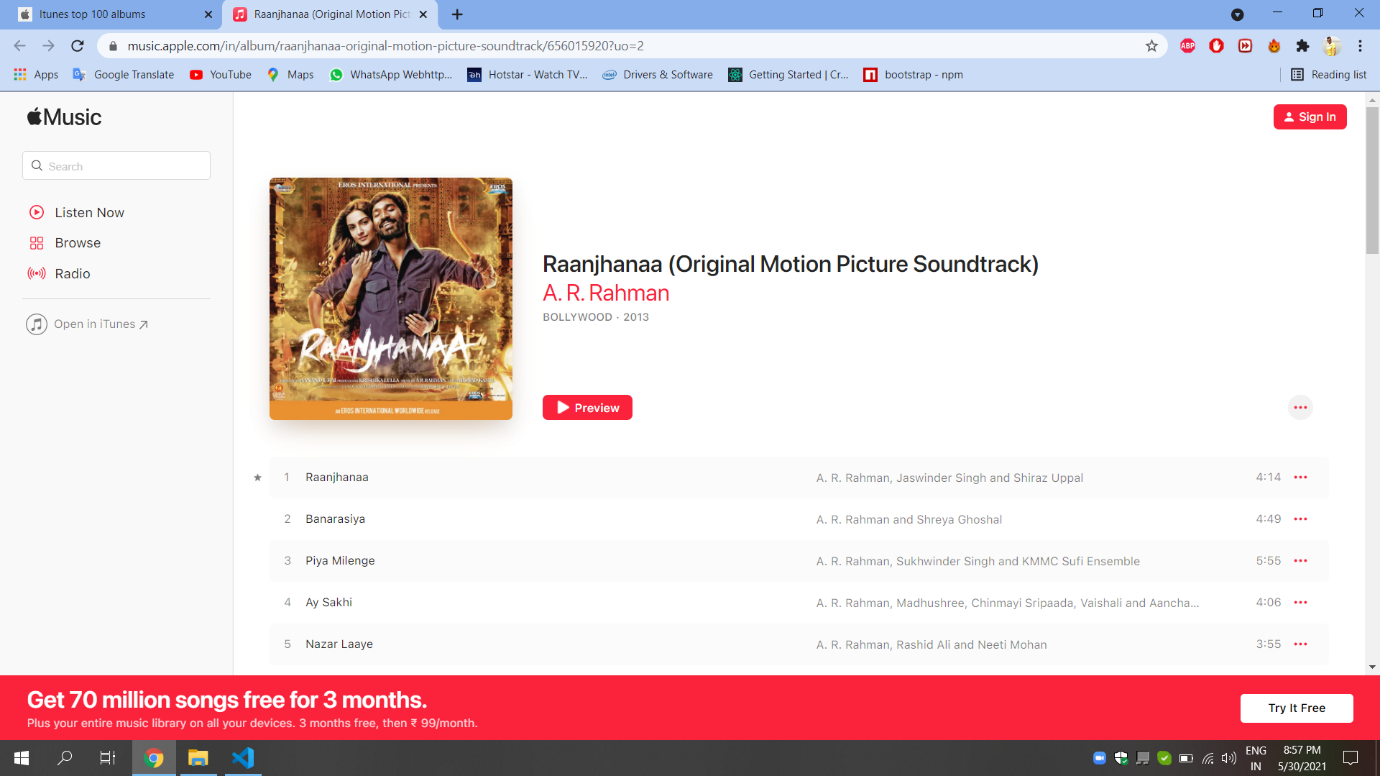 Itunes top 100 albums
Raanjhanaa (Original Motion Pict
music.apple.com/in/album/raanjhanaa-original-motion-picture-soundtrack/656015920?uo=2
ABP
Apps
Google Translate
YouTube
Maps
WhatsApp Webhttp...
Hotstar - Watch TV...
Drivers & Software
Getting Started | Cr...
bootstrap - npm
Reading list
Music
Sign In
Search
Listen Now
Browse
Radio
Open in iTunes
EROS INTERNATIONAL PRESENTS
RAANJHANAA
AN EROS INTERNATIONAL WORLDWIDE RELEASE
Raanjhanaa (Original Motion Picture Soundtrack)
A. R. Rahman
BOLLYWOOD · 2013
Preview
1 Raanjhanaa A. R. Rahman, Jaswinder Singh and Shiraz Uppal 4:14
2 Banarasiya A. R. Rahman and Shreya Ghoshal 4:49
3 Piya Milenge A. R. Rahman, Sukhwinder Singh and KMMC Sufi Ensemble 5:55
4 Ay Sakhi A. R. Rahman, Madhushree, Chinmayi Sripaada, Vaishali and Aancha... 4:06
5 Nazar Laaye A. R. Rahman, Rashid Ali and Neeti Mohan 3:55
Get 70 million songs free for 3 months.
Plus your entire music library on all your devices. 3 months free, then ₹ 99/month.
Try It Free
ENG
IN
8:57 PM
5/30/2021